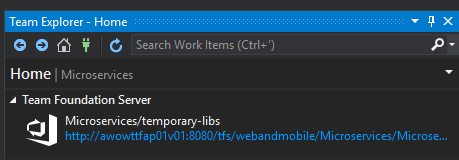 Team Explorer - Home
Search Work Items (Ctrl+')
Home | Microservices
Team Foundation Server
Microservices/temporary-libs
http://awowttfap01v01:8080/tfs/webandmobile/Microservices/Microse...